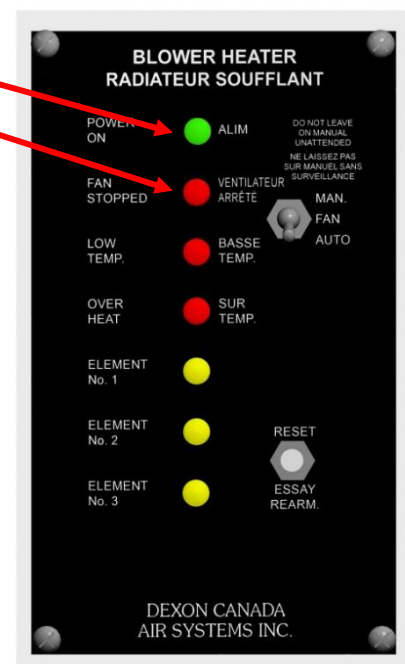 BLOWER HEATER
RADIATEUR SOUFFLANT
POWER
ON
ALIM
DO NOT LEAVE
ON MANUAL
UNATTENDED
NE LAISSEZ PAS
SUR MANUEL SANS
SURVEILLANCE
FAN
STOPPED
VENTILATEUR
ARRÊTÉ
MAN.
FAN
AUTO
LOW
TEMP.
BASSE
TEMP.
OVER
HEAT
SUR
TEMP.
ELEMENT
No. 1
ELEMENT
No. 2
RESET
ELEMENT
No. 3
ESSAY
REARM.
DEXON CANADA
AIR SYSTEMS INC.